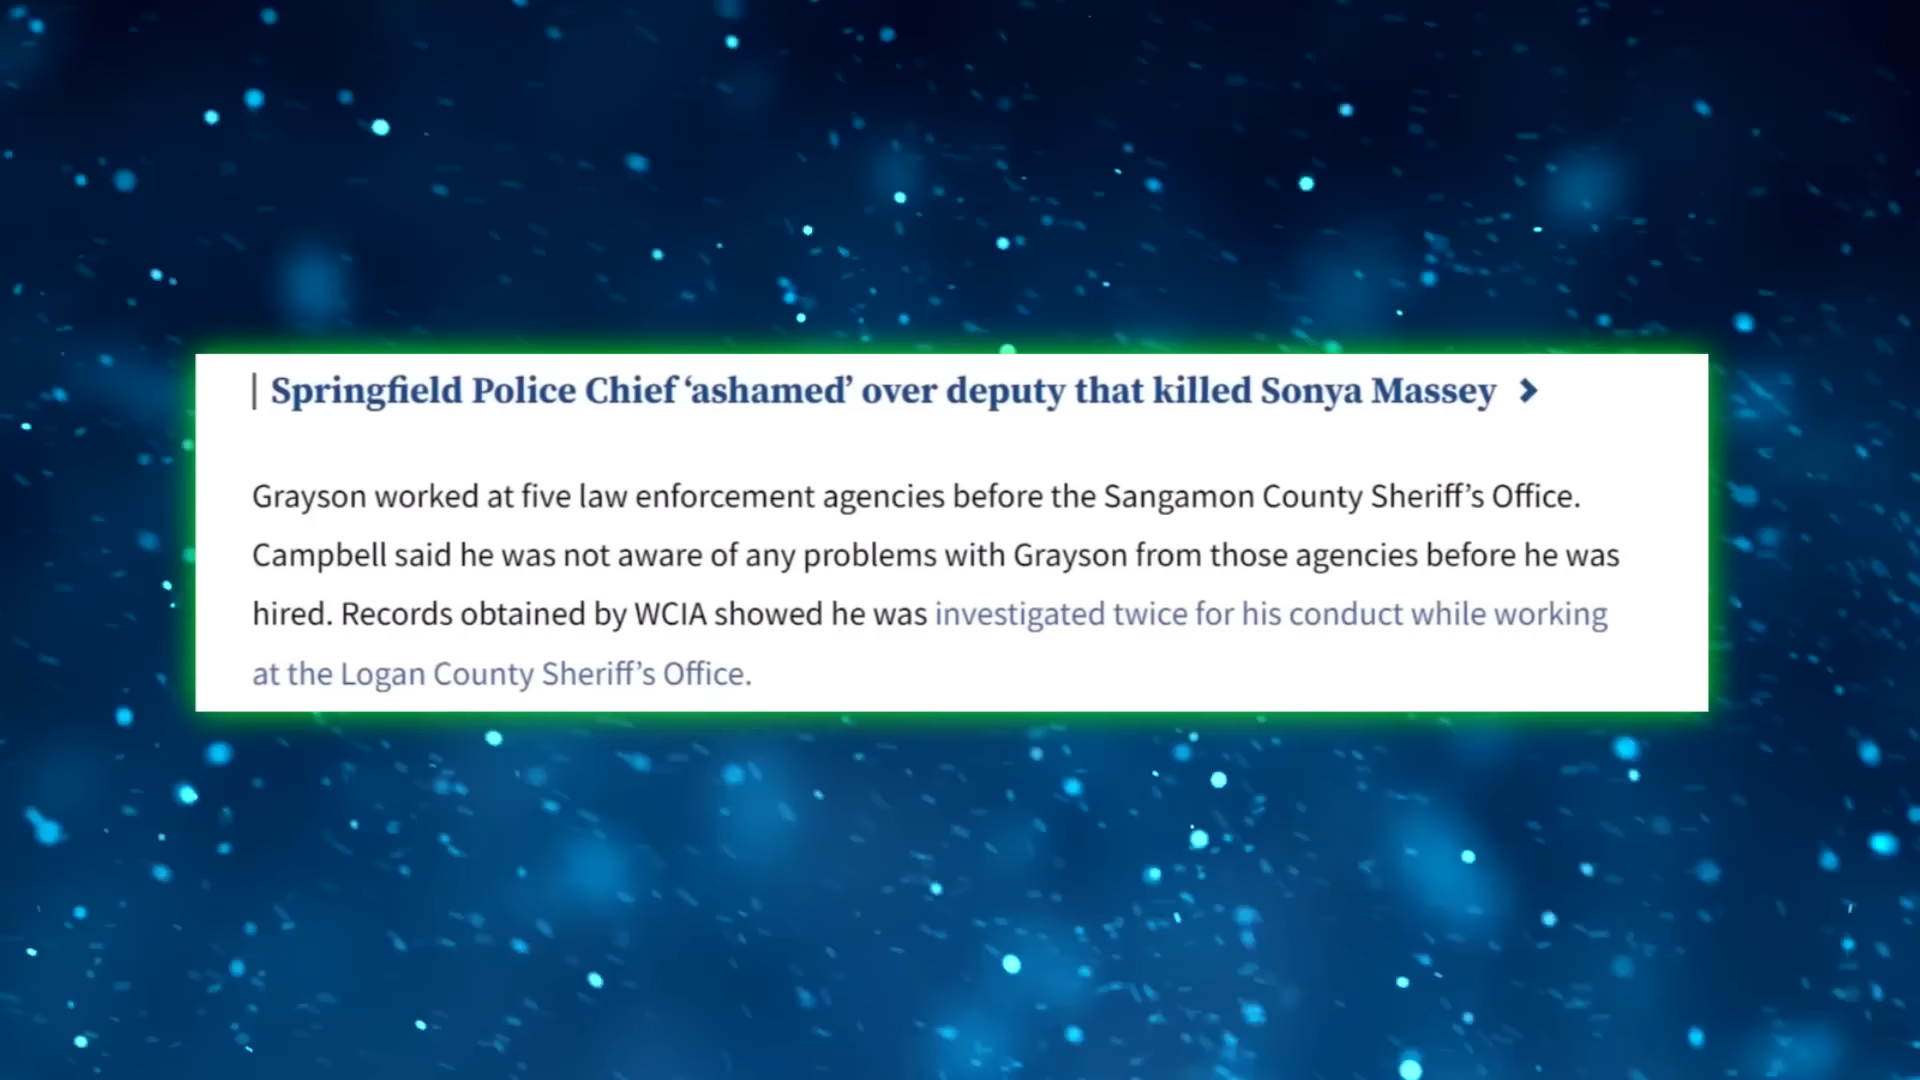 | Springfield Police Chief ‘ashamed’ over deputy that killed Sonya Massey >
Grayson worked at five law enforcement agencies before the Sangamon County Sheriff’s Office.
Campbell said he was not aware of any problems with Grayson from those agencies before he was
hired. Records obtained by WCIA showed he was investigated twice for his conduct while working
at the Logan County Sheriff’s Office.